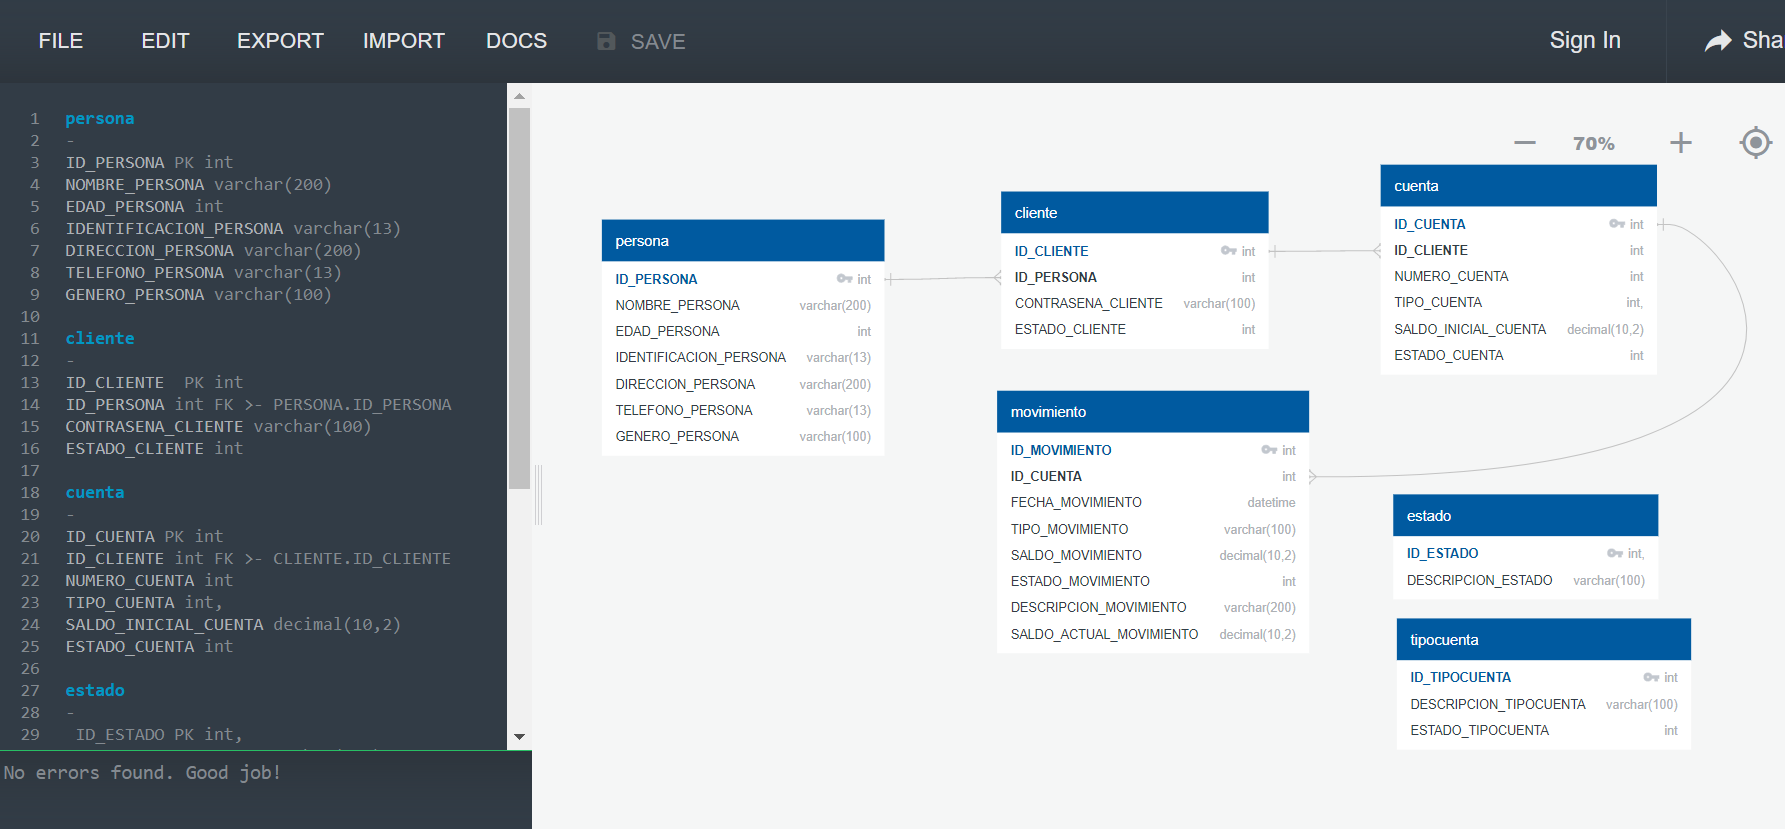 FILE EDIT EXPORT IMPORT DOCS SAVE Sign In Sha
1 persona
2 -
3 ID_PERSONA PK int
4 NOMBRE_PERSONA varchar(200)
5 EDAD_PERSONA int
6 IDENTIFICACION_PERSONA varchar(13)
7 DIRECCION_PERSONA varchar(200)
8 TELEFONO_PERSONA varchar(13)
9 GENERO_PERSONA varchar(100)
10
11 cliente
12 -
13 ID_CLIENTE  PK int
14 ID_PERSONA int FK >- PERSONA.ID_PERSONA
15 CONTRASENA_CLIENTE varchar(100)
16 ESTADO_CLIENTE int
17
18 cuenta
19 -
20 ID_CUENTA PK int
21 ID_CLIENTE int FK >- CLIENTE.ID_CLIENTE
22 NUMERO_CUENTA int
23 TIPO_CUENTA int,
24 SALDO_INICIAL_CUENTA decimal(10,2)
25 ESTADO_CUENTA int
26
27 estado
28 -
29 ID_ESTADO PK int,
No errors found. Good job!
70%
persona
ID_PERSONA int
NOMBRE_PERSONA varchar(200)
EDAD_PERSONA int
IDENTIFICACION_PERSONA varchar(13)
DIRECCION_PERSONA varchar(200)
TELEFONO_PERSONA varchar(13)
GENERO_PERSONA varchar(100)
cliente
ID_CLIENTE int
ID_PERSONA int
CONTRASENA_CLIENTE varchar(100)
ESTADO_CLIENTE int
cuenta
ID_CUENTA int
ID_CLIENTE int
NUMERO_CUENTA int
TIPO_CUENTA int,
SALDO_INICIAL_CUENTA decimal(10,2)
ESTADO_CUENTA int
movimiento
ID_MOVIMIENTO int
ID_CUENTA int
FECHA_MOVIMIENTO datetime
TIPO_MOVIMIENTO varchar(100)
SALDO_MOVIMIENTO decimal(10,2)
ESTADO_MOVIMIENTO int
DESCRIPCION_MOVIMIENTO varchar(200)
SALDO_ACTUAL_MOVIMIENTO decimal(10,2)
estado
ID_ESTADO int,
DESCRIPCION_ESTADO varchar(100)
tipocuenta
ID_TIPOCUENTA int
DESCRIPCION_TIPOCUENTA varchar(100)
ESTADO_TIPOCUENTA int